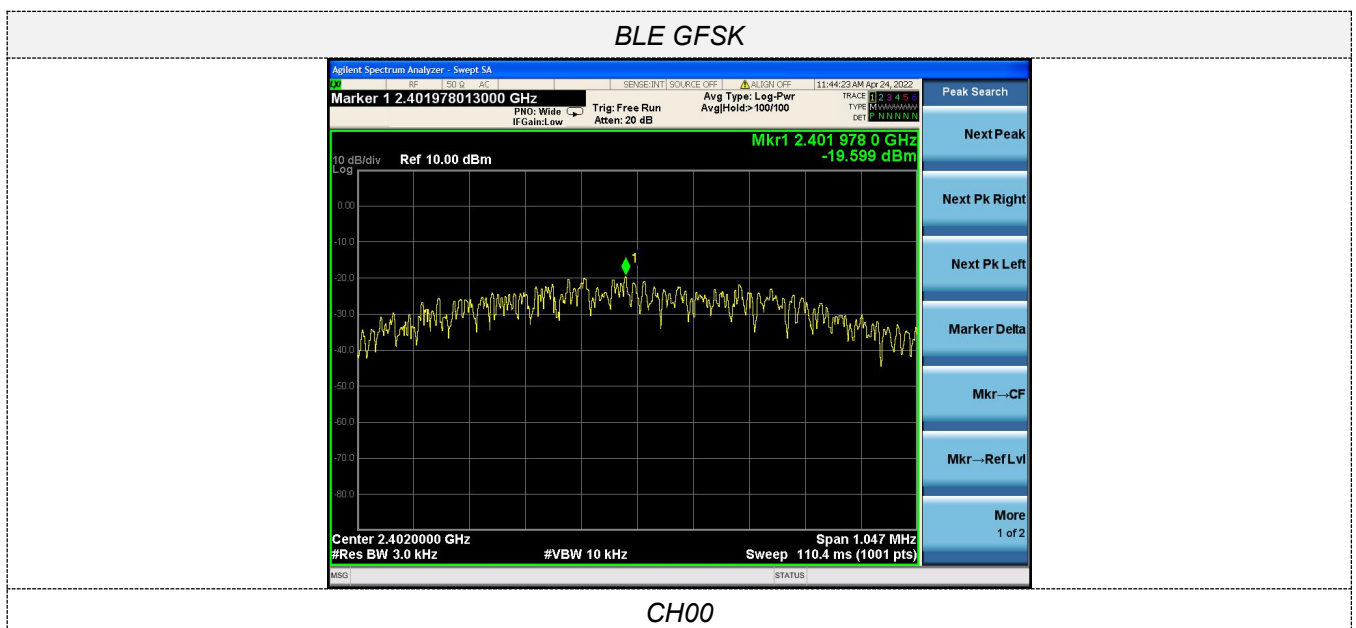 BLE GFSK
Agilent Spectrum Analyzer - Swept SA
RF 50 Ω AC SENSE:INT SOURCE OFF ALIGN OFF 11:44:23 AM Apr 24, 2022
Marker 1 2.401978013000 GHz
PNO: Wide
IFGain:Low
Trig: Free Run
Atten: 20 dB
Avg Type: Log-Pwr
Avg|Hold:>100/100
TRACE 1 2 3 4 5 6
TYPE M
DET P N N N N N
Peak Search
Mkr1 2.401 978 0 GHz
-19.599 dBm
10 dB/div Ref 10.00 dBm
Log
0.00
-10.0
-20.0
-30.0
-40.0
-50.0
-60.0
-70.0
-80.0
1
Center 2.4020000 GHz Span 1.047 MHz
#Res BW 3.0 kHz #VBW 10 kHz Sweep 110.4 ms (1001 pts)
MSG STATUS
Next Peak
Next Pk Right
Next Pk Left
Marker Delta
Mkr→CF
Mkr→Ref Lvl
More
1 of 2
CH00